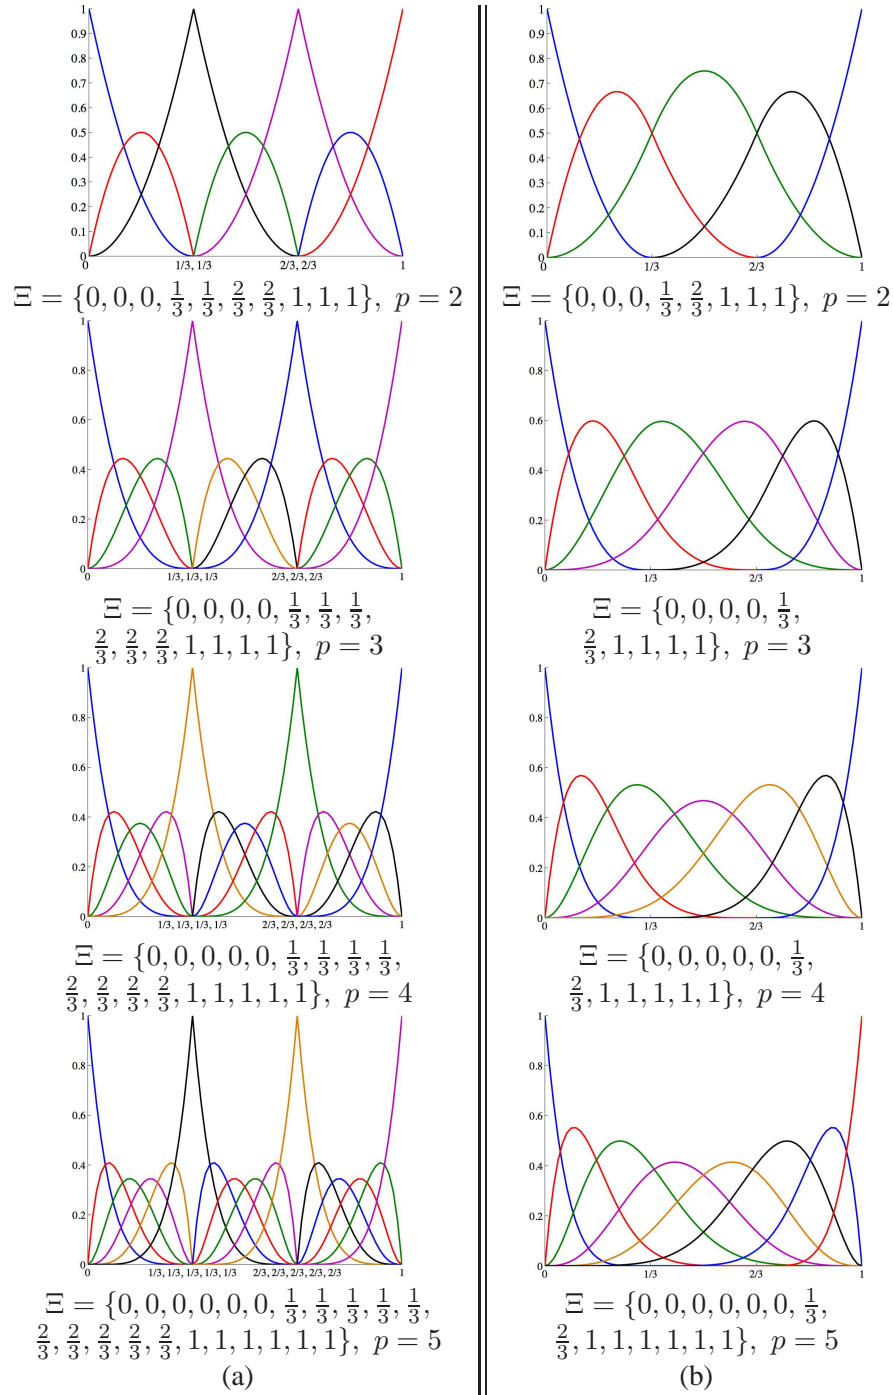 1
0.9
0.8
0.7
0.6
0.5
0.4
0.3
0.2
0.1
0
0 1/3, 1/3 2/3, 2/3 1
Ξ = {0, 0, 0, 1/3, 1/3, 2/3, 2/3, 1, 1, 1}, p = 2
1
0.8
0.6
0.4
0.2
0
0 1/3, 1/3, 1/3 2/3, 2/3, 2/3 1
Ξ = {0, 0, 0, 0, 1/3, 1/3, 1/3,
2/3, 2/3, 2/3, 1, 1, 1, 1}, p = 3
1
0.8
0.6
0.4
0.2
0
0 1/3, 1/3, 1/3, 1/3 2/3, 2/3, 2/3, 2/3 1
Ξ = {0, 0, 0, 0, 0, 1/3, 1/3, 1/3, 1/3,
2/3, 2/3, 2/3, 2/3, 1, 1, 1, 1, 1}, p = 4
1
0.8
0.6
0.4
0.2
0
0 1/3, 1/3, 1/3, 1/3, 1/3 2/3, 2/3, 2/3, 2/3, 2/3 1
Ξ = {0, 0, 0, 0, 0, 0, 1/3, 1/3, 1/3, 1/3, 1/3,
2/3, 2/3, 2/3, 2/3, 2/3, 1, 1, 1, 1, 1, 1}, p = 5
(a)
1
0.9
0.8
0.7
0.6
0.5
0.4
0.3
0.2
0.1
0
0 1/3 2/3 1
Ξ = {0, 0, 0, 1/3, 2/3, 1, 1, 1}, p = 2
1
0.8
0.6
0.4
0.2
0
0 1/3 2/3 1
Ξ = {0, 0, 0, 0, 1/3,
2/3, 1, 1, 1, 1}, p = 3
1
0.8
0.6
0.4
0.2
0
0 1/3 2/3 1
Ξ = {0, 0, 0, 0, 0, 1/3,
2/3, 1, 1, 1, 1, 1}, p = 4
1
0.8
0.6
0.4
0.2
0
0 1/3 2/3 1
Ξ = {0, 0, 0, 0, 0, 0, 1/3,
2/3, 1, 1, 1, 1, 1, 1}, p = 5
(b)